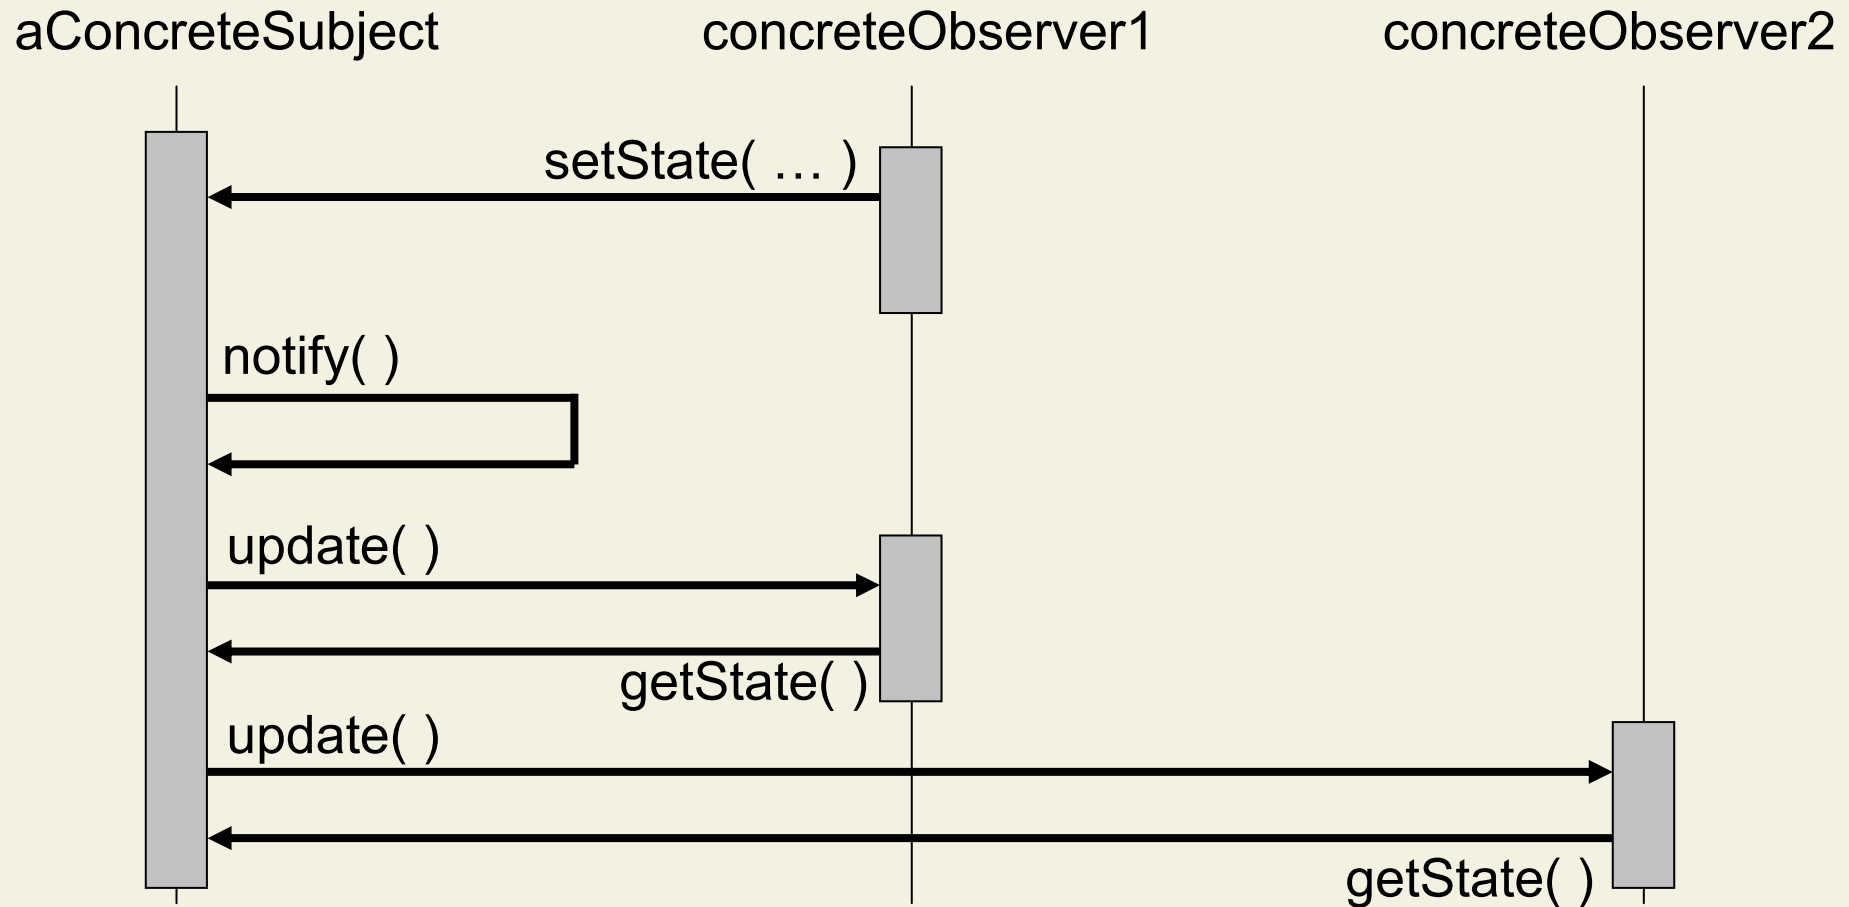 aConcreteSubject
concreteObserver1
concreteObserver2
setState( … )
notify( )
update( )
getState( )
update( )
getState( )